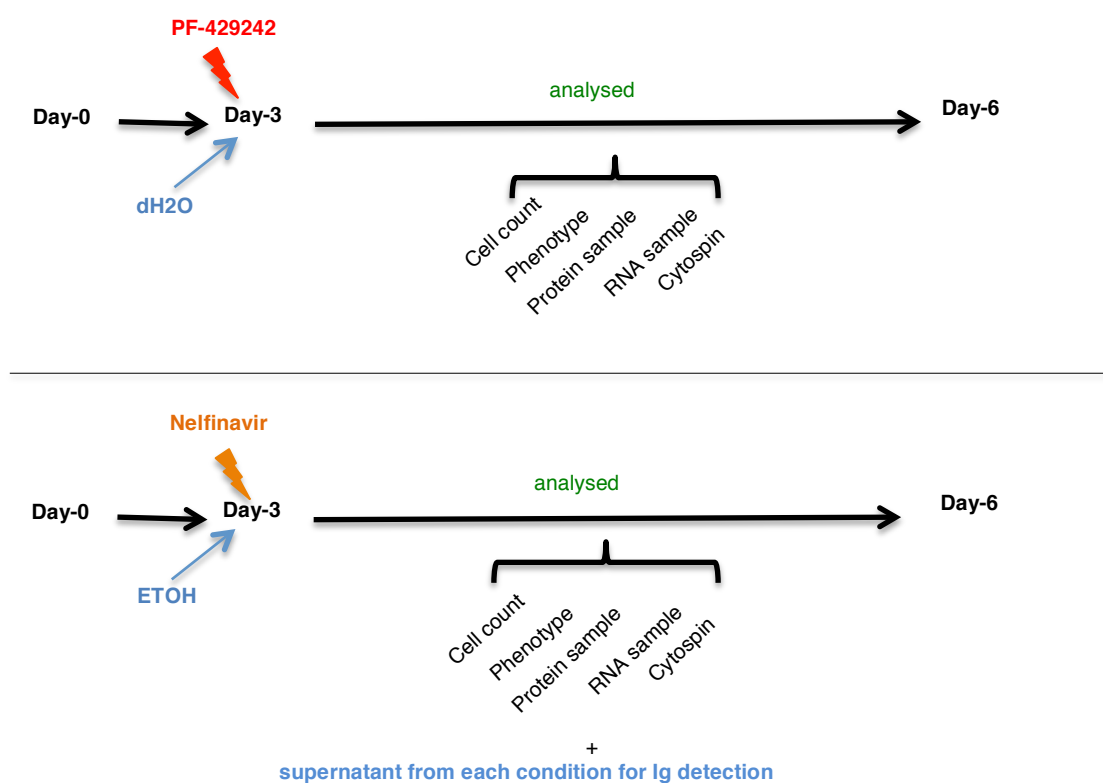 PF-429242
Day-0
Day-3
analysed
Day-6
dH2O
Cell count
Phenotype
Protein sample
RNA sample
Cytospin
Nelfinavir
Day-0
Day-3
analysed
Day-6
ETOH
Cell count
Phenotype
Protein sample
RNA sample
Cytospin
+
supernatant from each condition for Ig detection